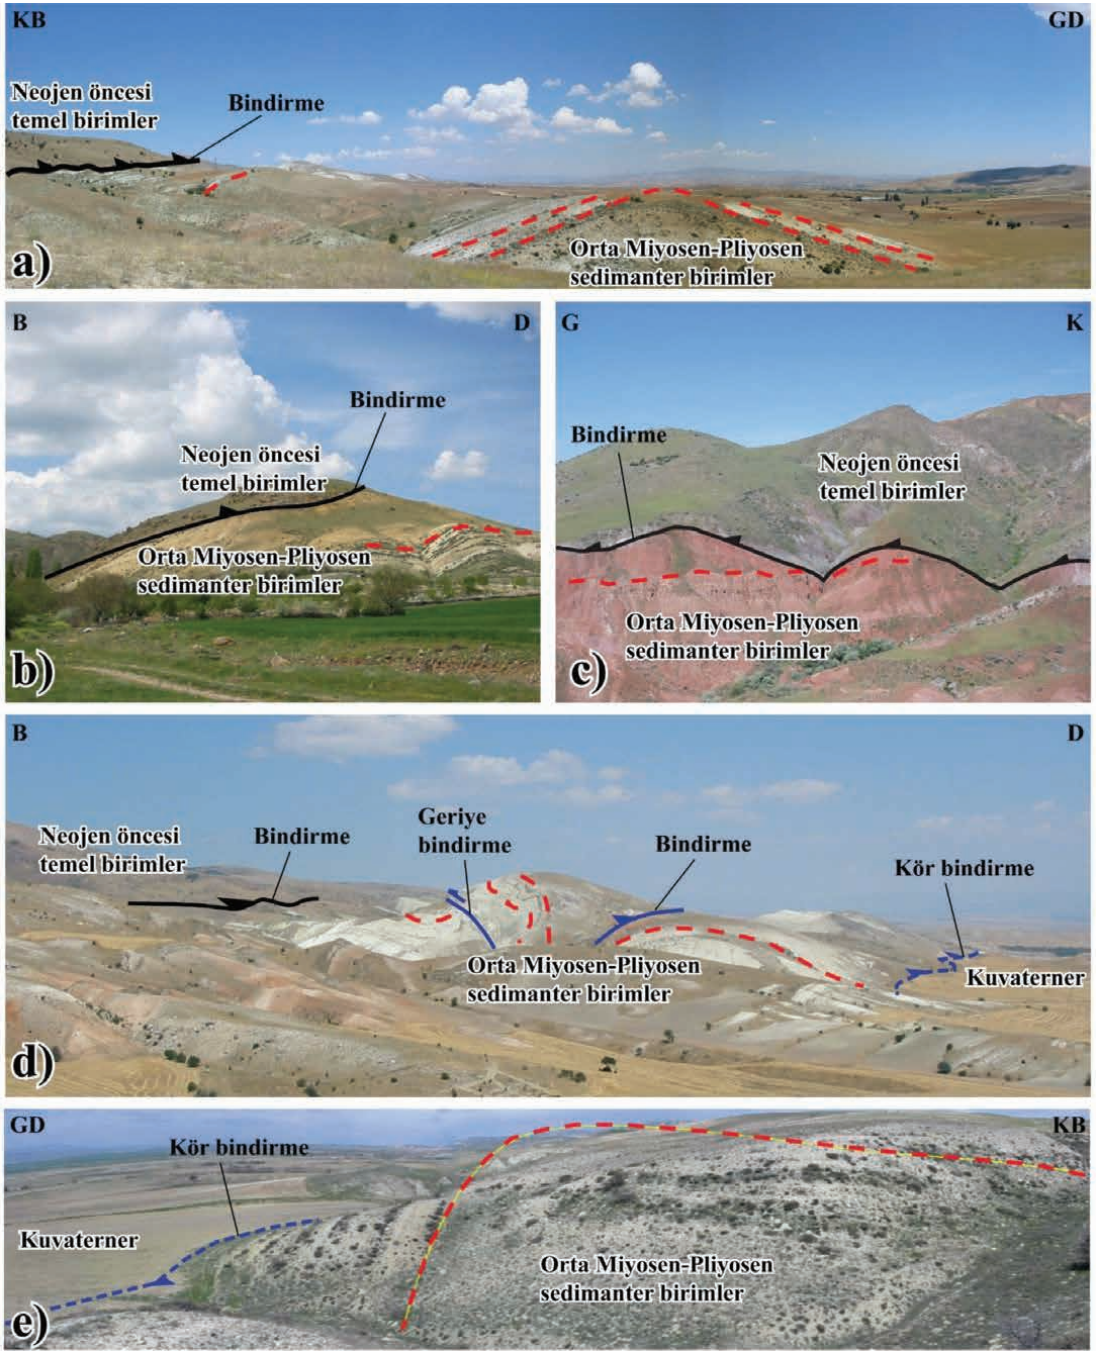 KB
GD
Neojen öncesi
temel birimler
Bindirme
Orta Miyosen-Pliyosen
sedimanter birimler
a)
B
D
Bindirme
Neojen öncesi
temel birimler
Orta Miyosen-Pliyosen
sedimanter birimler
b)
G
K
Bindirme
Neojen öncesi
temel birimler
Orta Miyosen-Pliyosen
sedimanter birimler
c)
B
D
Neojen öncesi
temel birimler
Bindirme
Geriye
bindirme
Bindirme
Kör bindirme
Orta Miyosen-Pliyosen
sedimanter birimler
Kuvaterner
d)
GD
KB
Kör bindirme
Kuvaterner
Orta Miyosen-Pliyosen
sedimanter birimler
e)